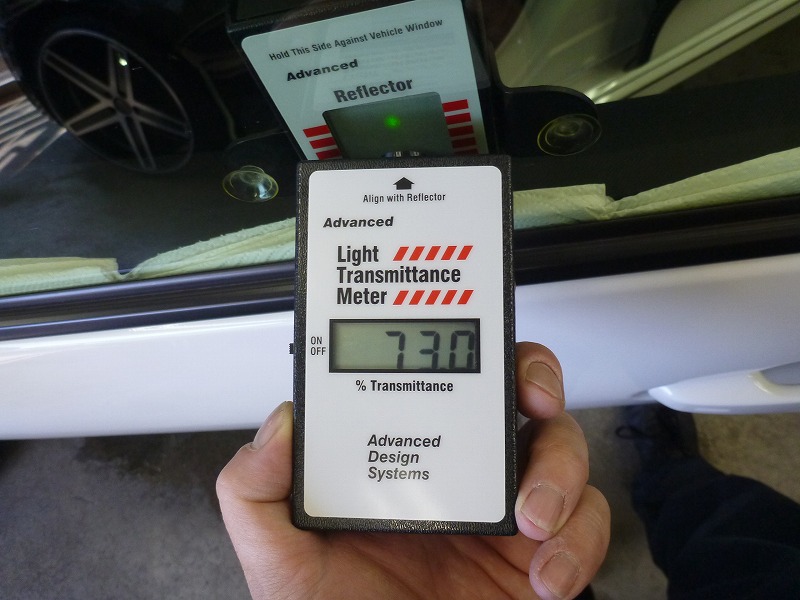 Hold This Side Against Vehicle Window
Advanced
Reflector
Align with Reflector
Advanced
Light
Transmittance
Meter
ON
OFF
73.0
% Transmittance
Advanced
Design
Systems